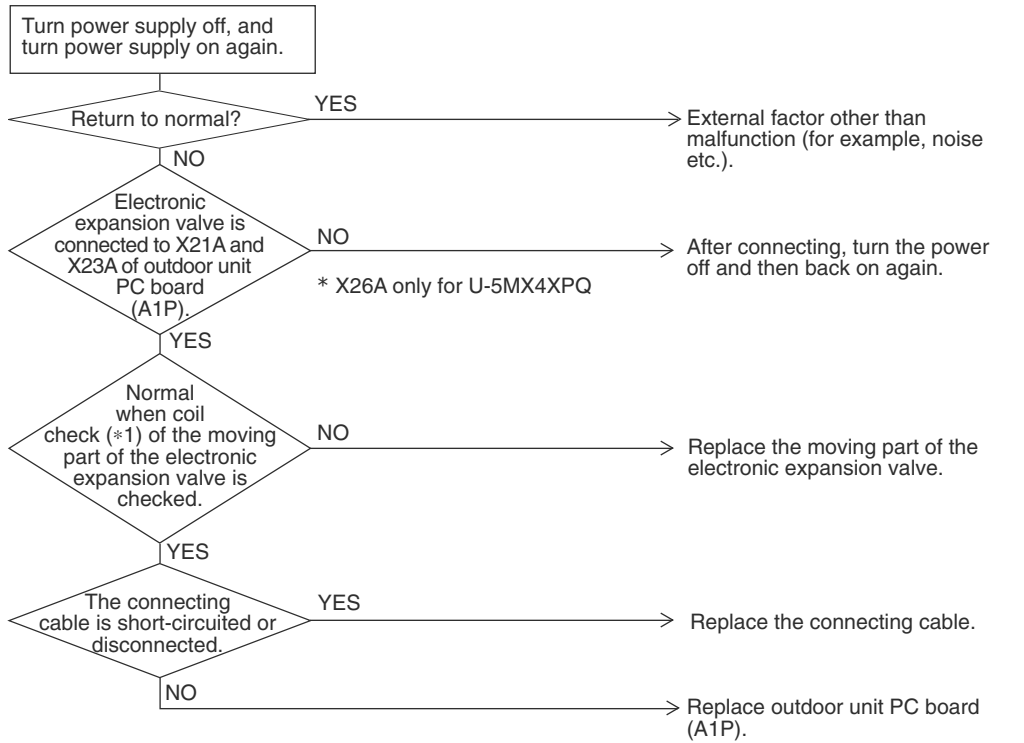 Turn power supply off, and
turn power supply on again.
Return to normal?
YES
External factor other than
malfunction (for example, noise
etc.).
NO
Electronic
expansion valve is
connected to X21A and
X23A of outdoor unit
PC board
(A1P).
NO
* X26A only for U-5MX4XPQ
After connecting, turn the power
off and then back on again.
YES
Normal
when coil
check (*1) of the moving
part of the electronic
expansion valve is
checked.
NO
Replace the moving part of the
electronic expansion valve.
YES
The connecting
cable is short-circuited or
disconnected.
YES
Replace the connecting cable.
NO
Replace outdoor unit PC board
(A1P).